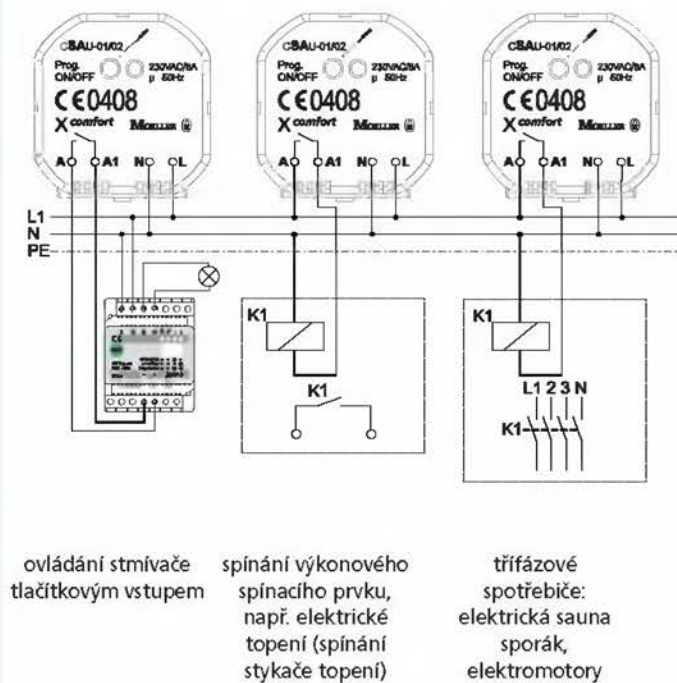 CSAU-01/02
Prog. 230VAC/8A
ON/OFF µ 50Hz
CE0408
Xcomfort MOELLER
A A1 N L
CSAU-01/02
Prog. 230VAC/8A
ON/OFF µ 50Hz
CE0408
Xcomfort MOELLER
A A1 N L
CSAU-01/02
Prog. 230VAC/8A
ON/OFF µ 50Hz
CE0408
Xcomfort MOELLER
A A1 N L
L1
N
PE
K1
K1
K1
L1 2 3 N
K1
ovládání stmívače
tlačítkovým vstupem
spínání výkonového
spínacího prvku,
např. elektrické
topení (spínání
stykače topení)
třífázové
spotřebiče:
elektrická sauna
sporák,
elektromotory